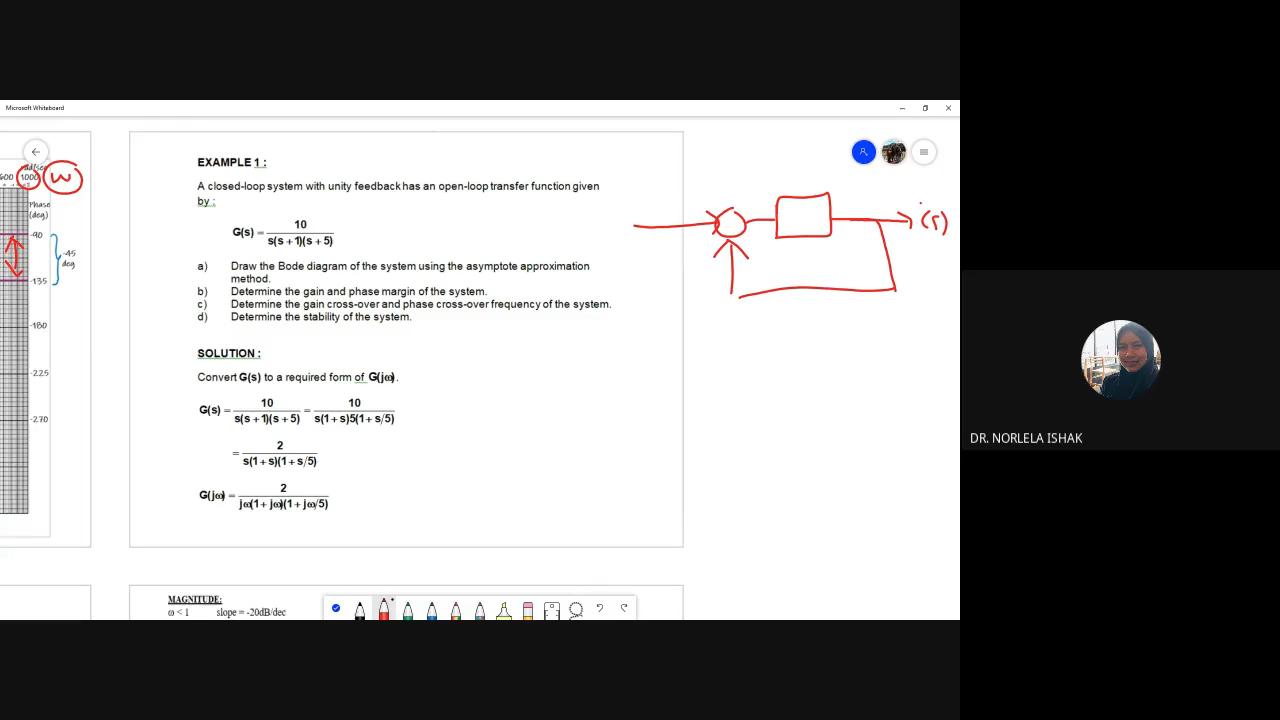 Microsoft Whiteboard
rad/sec
600 1000 W
Phase
(deg)
-90
-45
deg
-135
-180
-225
-270
EXAMPLE 1 :
A closed-loop system with unity feedback has an open-loop transfer function given
by :
G(s) = 10 / s(s + 1)(s + 5)
a) Draw the Bode diagram of the system using the asymptote approximation
method.
b) Determine the gain and phase margin of the system.
c) Determine the gain cross-over and phase cross-over frequency of the system.
d) Determine the stability of the system.
SOLUTION :
Convert G(s) to a required form of G(jω).
G(s) = 10 / s(s + 1)(s + 5) = 10 / s(1 + s)5(1 + s/5)
= 2 / s(1 + s)(1 + s/5)
G(jω) = 2 / jω(1 + jω)(1 + jω/5)
MAGNITUDE:
ω < 1 slope = -20dB/dec
DR. NORLELA ISHAK